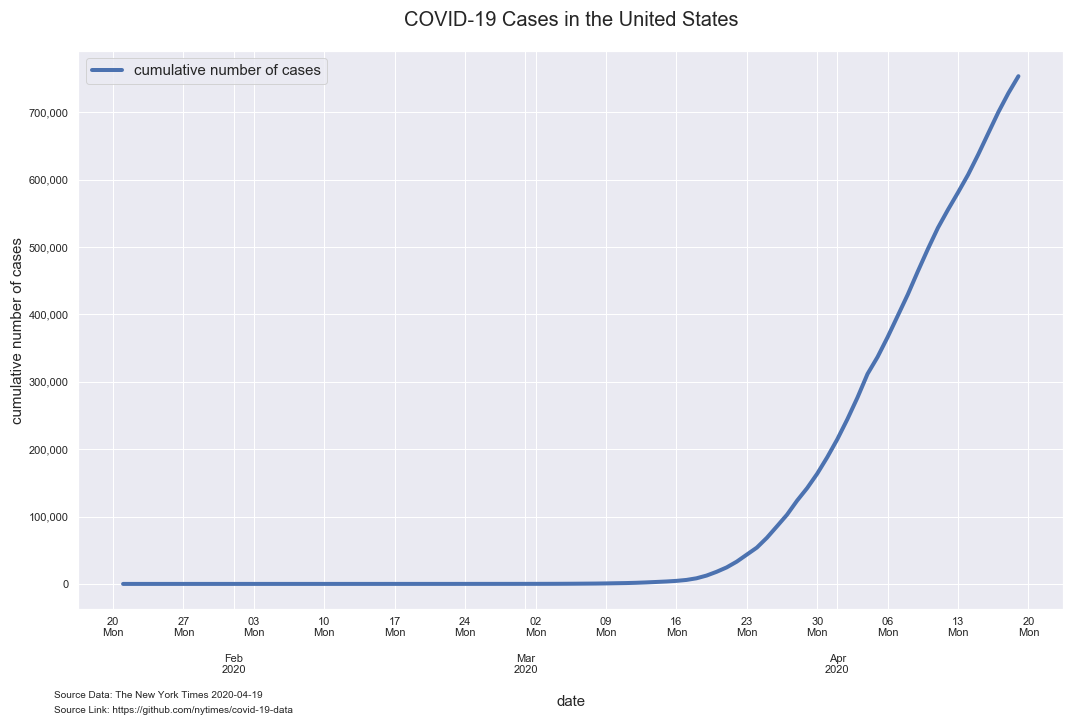 COVID-19 Cases in the United States
cumulative number of cases
cumulative number of cases
700,000
600,000
500,000
400,000
300,000
200,000
100,000
0
20 27 03 10 17 24 02 09 16 23 30 06 13 20
Mon Mon Mon Mon Mon Mon Mon Mon Mon Mon Mon Mon Mon Mon
Feb Mar Apr
2020 2020 2020
date
Source Data: The New York Times 2020-04-19
Source Link: https://github.com/nytimes/covid-19-data